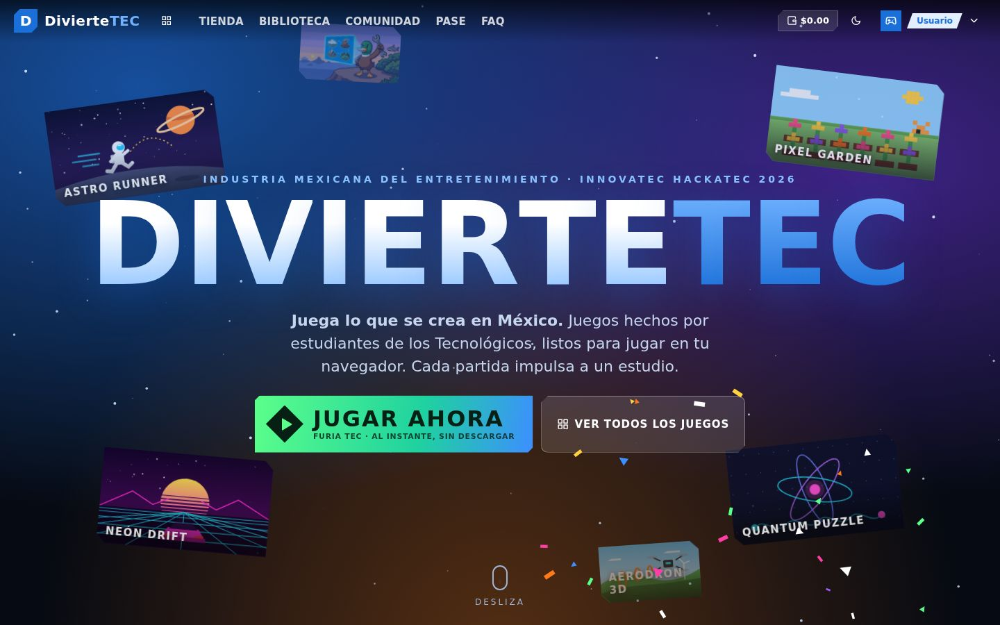 D DivierteTEC TIENDA BIBLIOTECA COMUNIDAD PASE FAQ $0.00 Usuario
ASTRO RUNNER
PIXEL GARDEN
INDUSTRIA MEXICANA DEL ENTRETENIMIENTO · INNOVATEC HACKATEC 2026
DIVIERTETEC
Juega lo que se crea en México. Juegos hechos por
estudiantes de los Tecnológicos, listos para jugar en tu
navegador. Cada partida impulsa a un estudio.
JUGAR AHORA
FURIA TEC · AL INSTANTE, SIN DESCARGAR
VER TODOS LOS JUEGOS
NEÓN DRIFT
QUANTUM PUZZLE
AERODRON
3D
DESLIZA